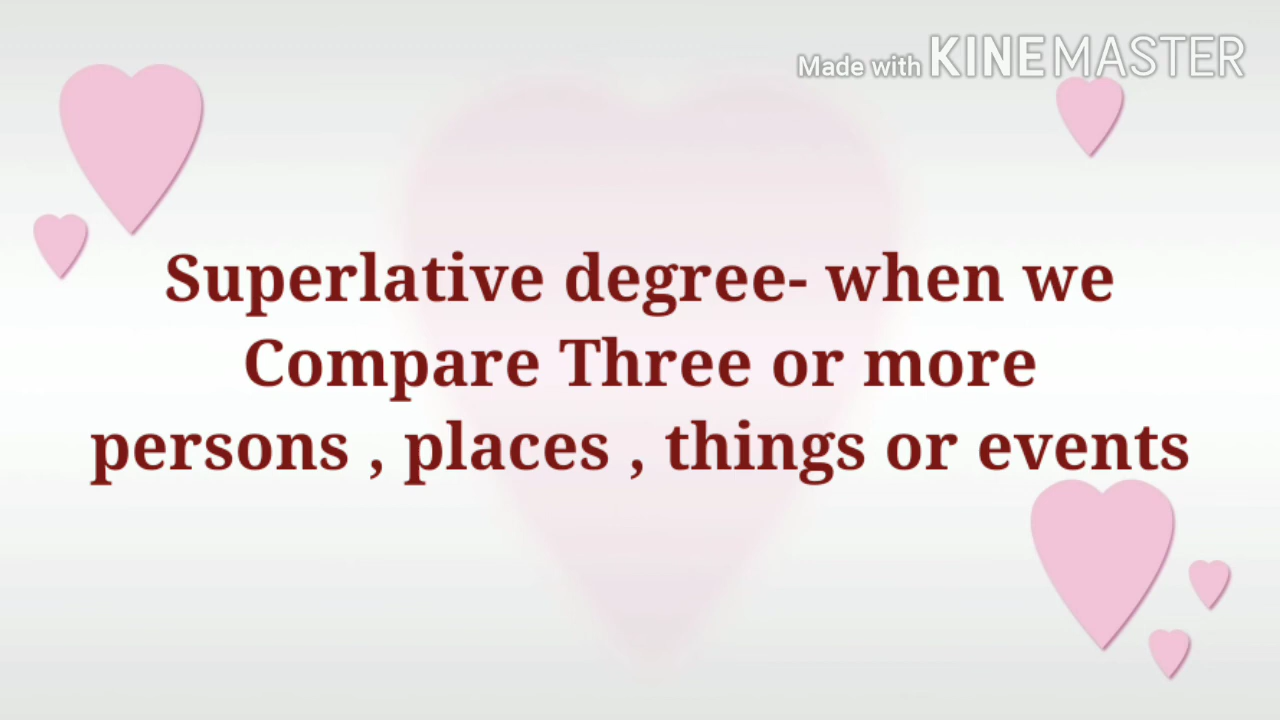 Made with KINEMASTER
Superlative degree- when we
Compare Three or more
persons , places , things or events